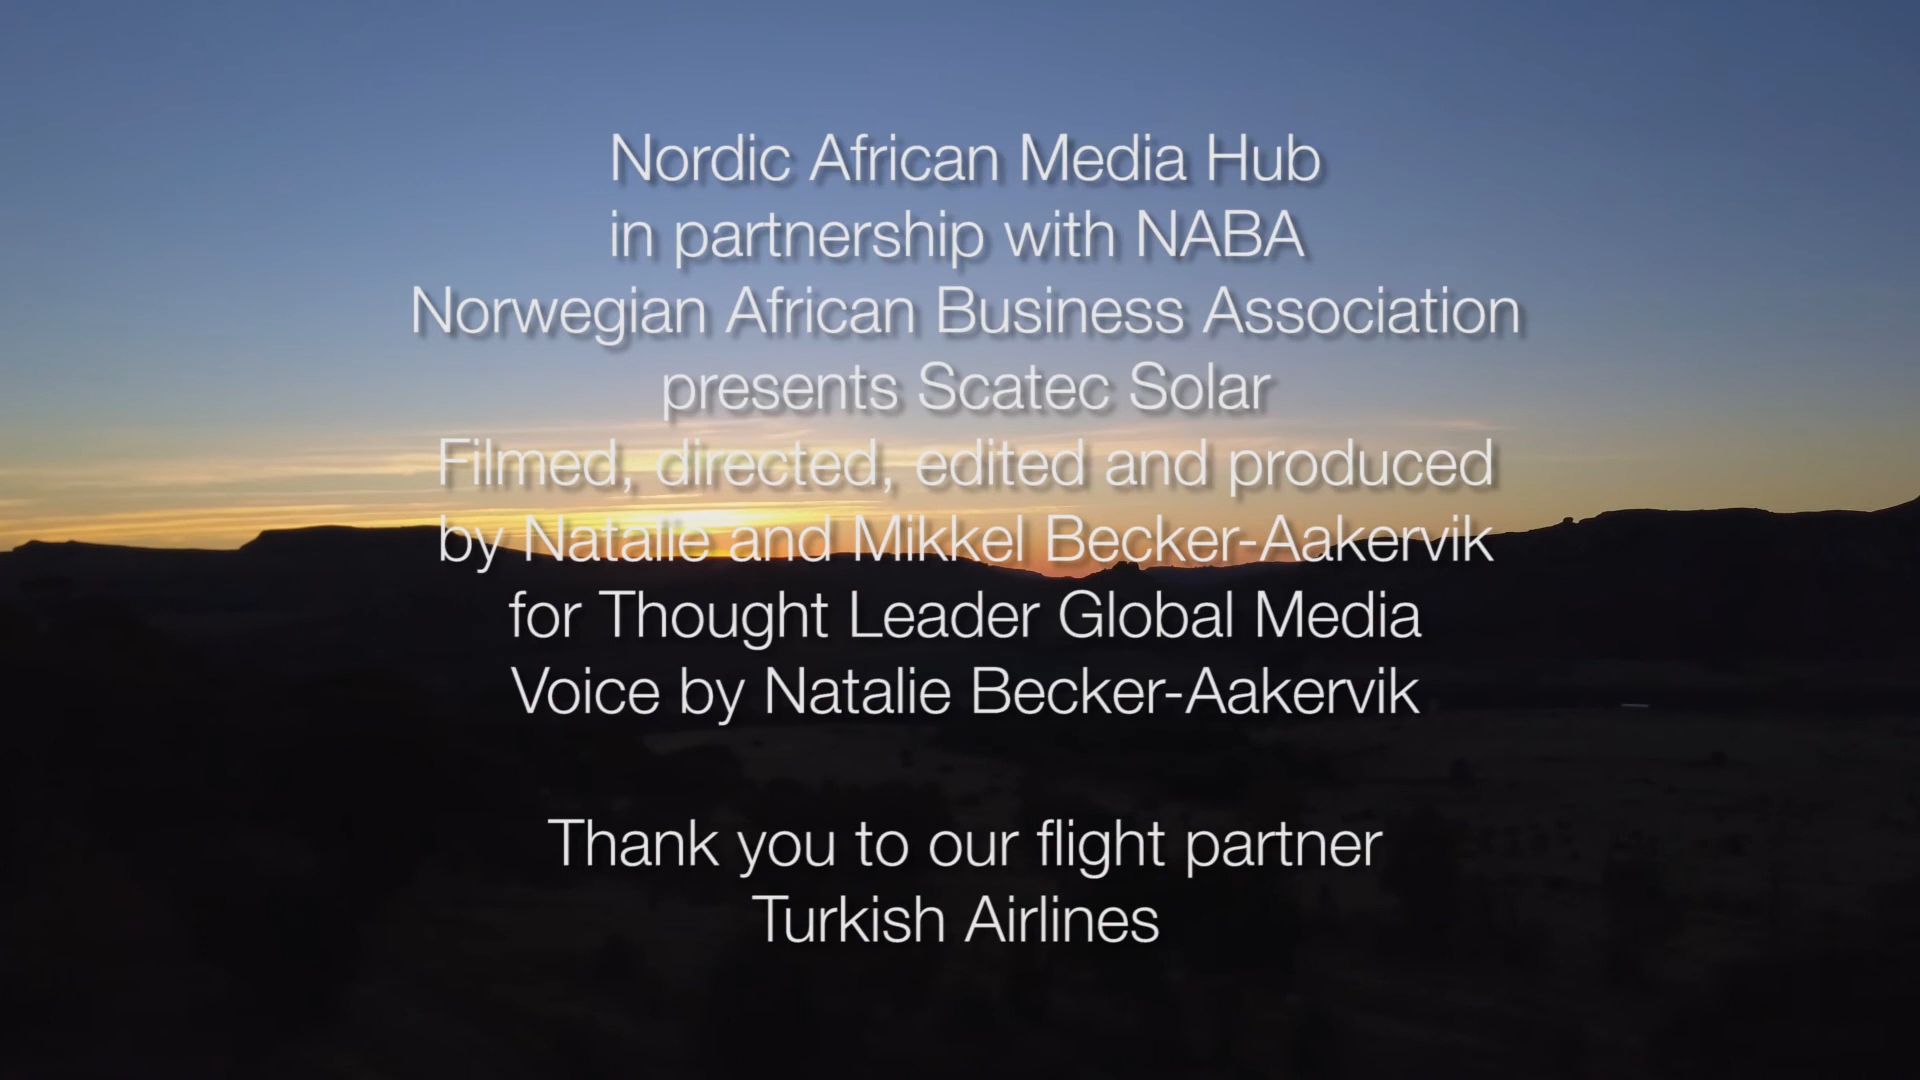 Nordic African Media Hub
in partnership with NABA
Norwegian African Business Association
presents Scatec Solar
Filmed, directed, edited and produced
by Natalie and Mikkel Becker-Aakervik
for Thought Leader Global Media
Voice by Natalie Becker-Aakervik
Thank you to our flight partner
Turkish Airlines